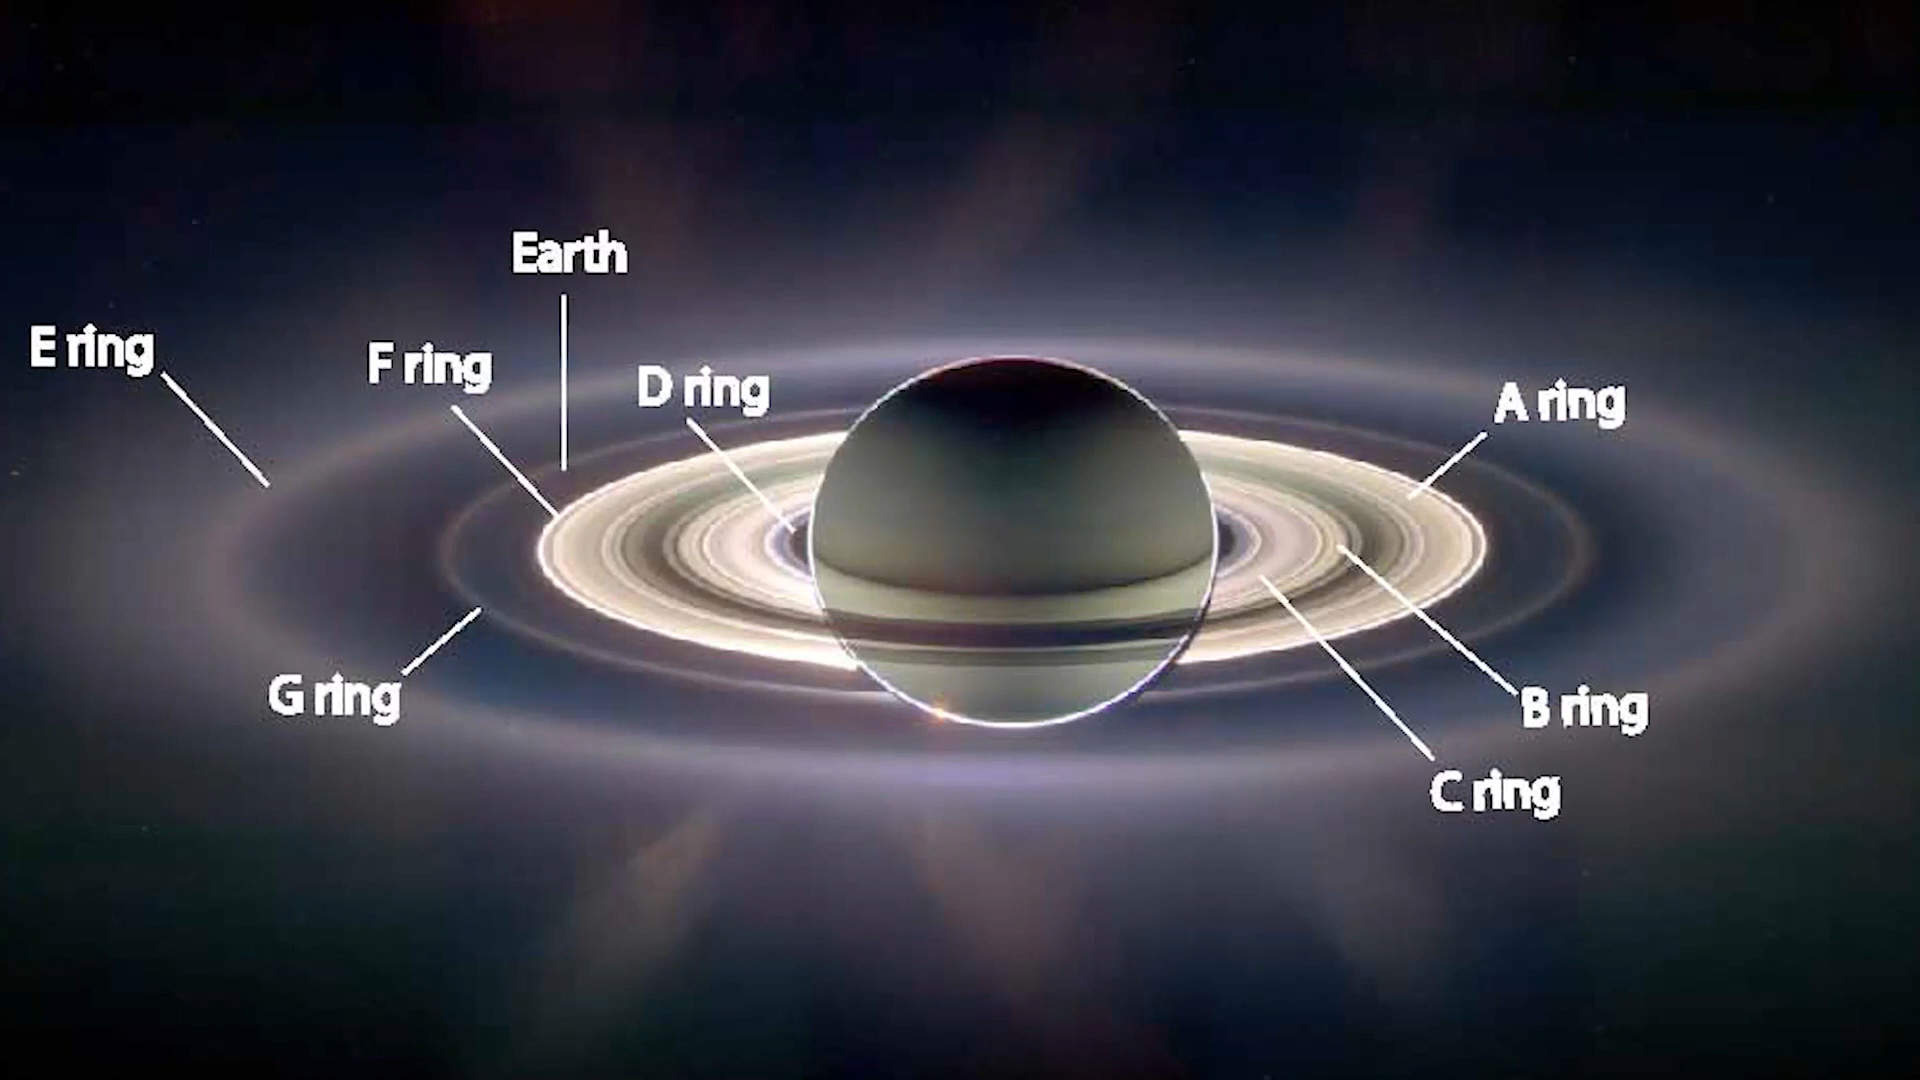 Earth
E ring
F ring
D ring
A ring
G ring
B ring
C ring